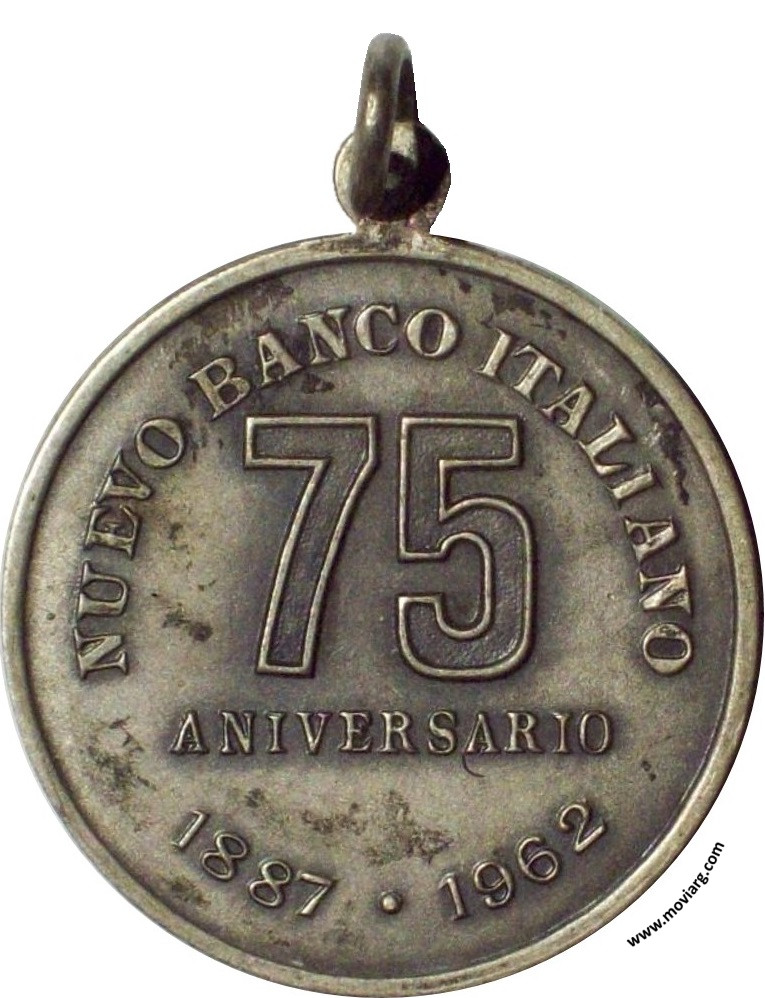 NUEVO BANCO ITALIANO
75
ANIVERSARIO
1887 • 1962
www.moviarg.com